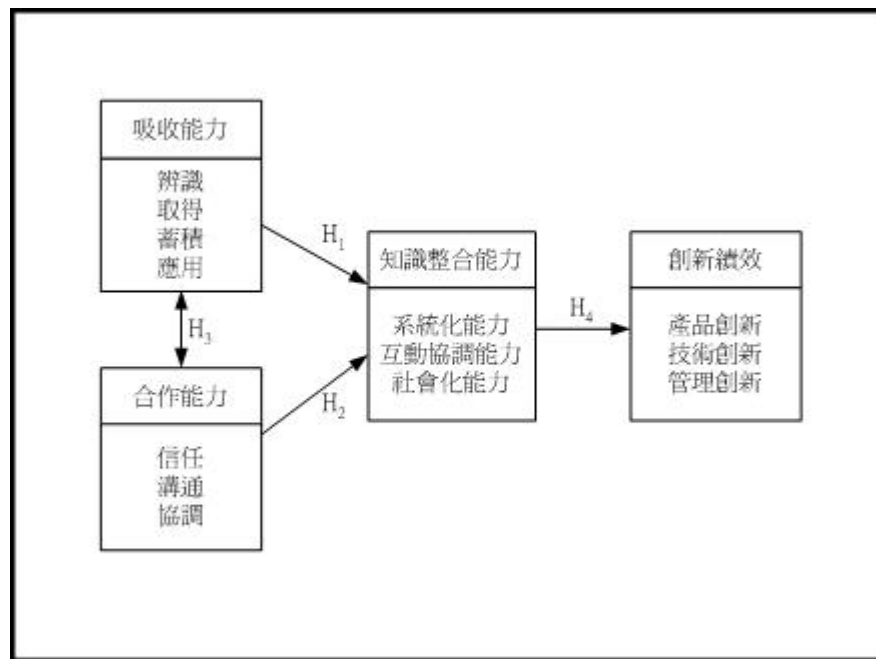 吸收能力
辨識
取得
蓄積
應用
H₁
H₃
合作能力
信任
溝通
協調
H₂
知識整合能力
系統化能力
互動協調能力
社會化能力
H₄
創新績效
產品創新
技術創新
管理創新